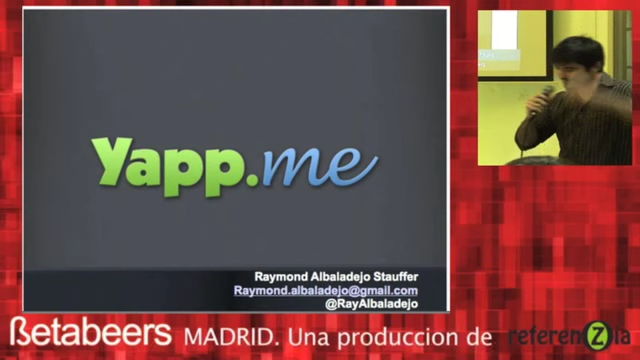 Yapp.me
Raymond Albaladejo Stauffer
Raymond.albaladejo@gmail.com
@RayAlbaladejo
ßetabeers MADRID. Una produccion de referenZia